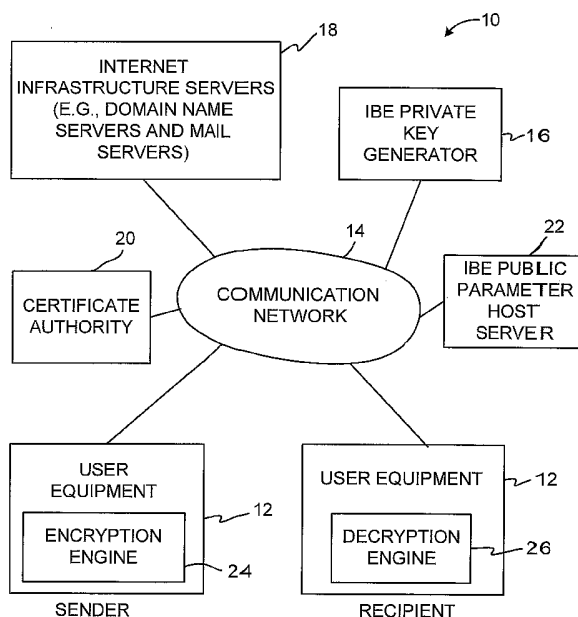 18
10
INTERNET
INFRASTRUCTURE SERVERS
(E.G., DOMAIN NAME
SERVERS AND MAIL
SERVERS)
IBE PRIVATE
KEY
GENERATOR
16
14
20
22
COMMUNICATION
NETWORK
CERTIFICATE
AUTHORITY
IBE PUBLIC
PARAMETER
HOST
SERVER
USER
EQUIPMENT
12
ENCRYPTION
ENGINE
24
SENDER
USER EQUIPMENT
12
DECRYPTION
ENGINE
26
RECIPIENT